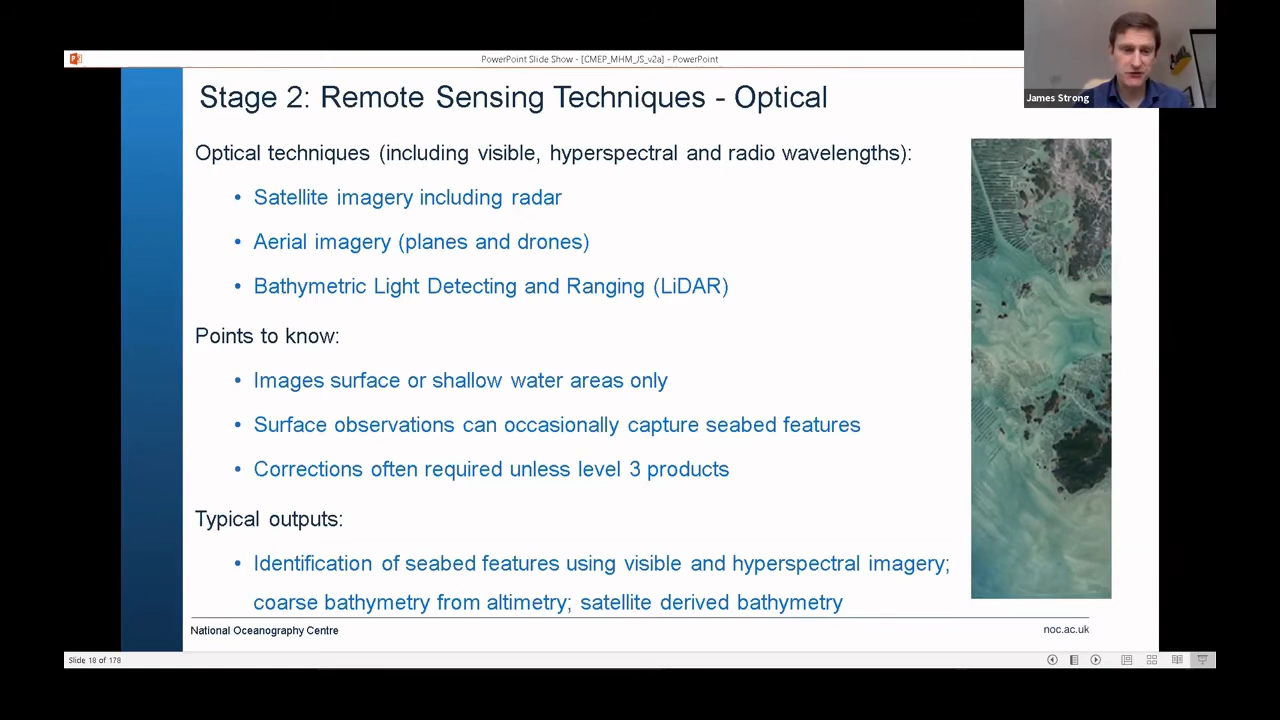 PowerPoint Slide Show - [CMEP_MHM_JS_v2a] - PowerPoint
James Strong
Stage 2: Remote Sensing Techniques - Optical
Optical techniques (including visible, hyperspectral and radio wavelengths):
• Satellite imagery including radar
• Aerial imagery (planes and drones)
• Bathymetric Light Detecting and Ranging (LiDAR)
Points to know:
• Images surface or shallow water areas only
• Surface observations can occasionally capture seabed features
• Corrections often required unless level 3 products
Typical outputs:
• Identification of seabed features using visible and hyperspectral imagery;
coarse bathymetry from altimetry; satellite derived bathymetry
National Oceanography Centre
noc.ac.uk
Slide 18 of 178